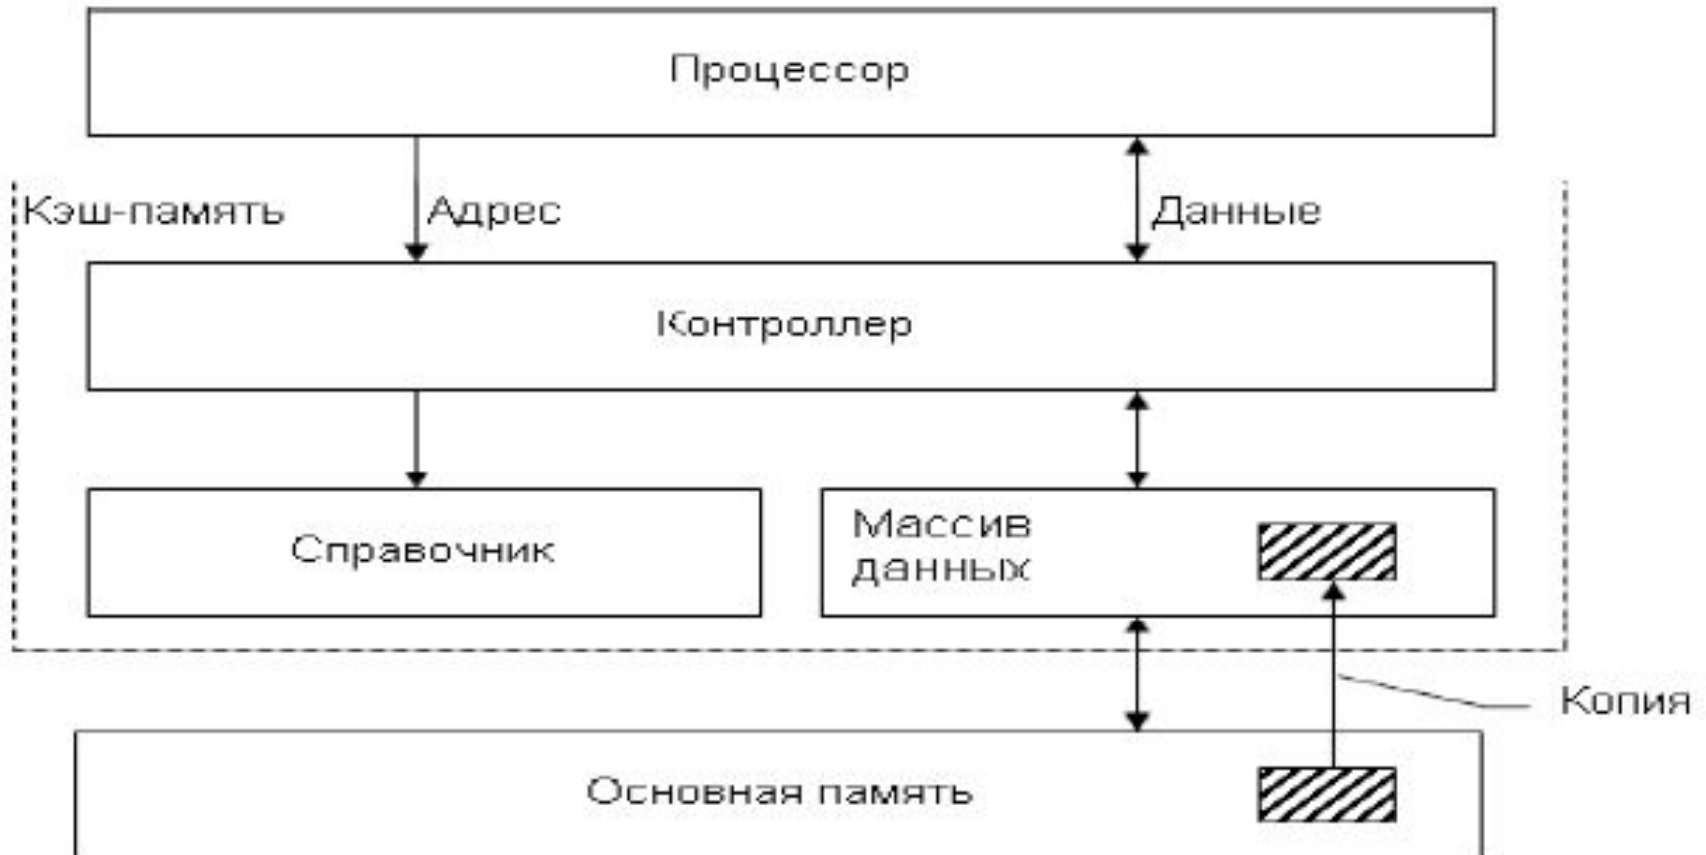 Процессор
Кэш-память
Адрес
Данные
Контроллер
Справочник
Массив
данных
Копия
Основная память